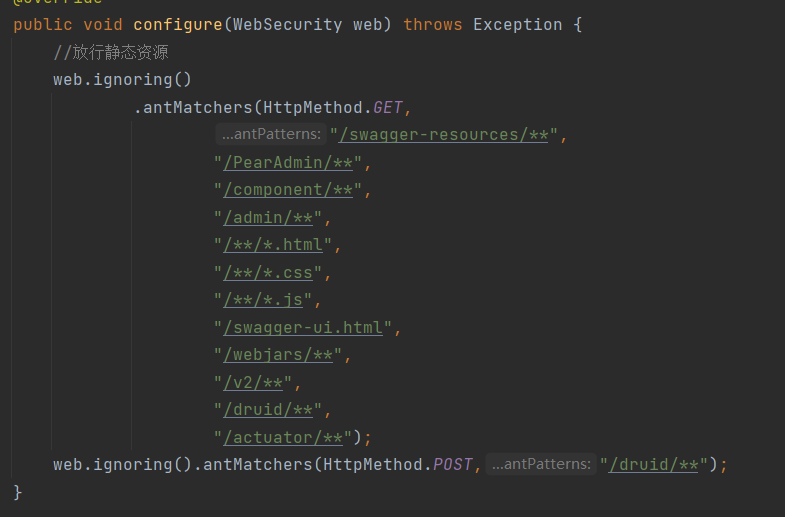 @Override
public void configure(WebSecurity web) throws Exception {
//放行静态资源
web.ignoring()
.antMatchers(HttpMethod.GET,
...antPatterns: "/swagger-resources/**",
"/PearAdmin/**",
"/component/**",
"/admin/**",
"/**/*.html",
"/**/*.css",
"/**/*.js",
"/swagger-ui.html",
"/webjars/**",
"/v2/**",
"/druid/**",
"/actuator/**");
web.ignoring().antMatchers(HttpMethod.POST, ...antPatterns: "/druid/**");
}